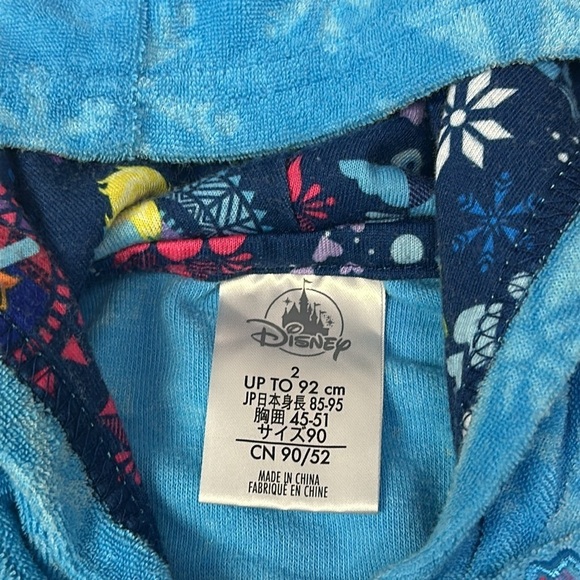 Disney
2
UP TO 92 cm
JP日本身長 85-95
胸囲 45-51
サイズ90
CN 90/52
MADE IN CHINA
FABRIQUÉ EN CHINE